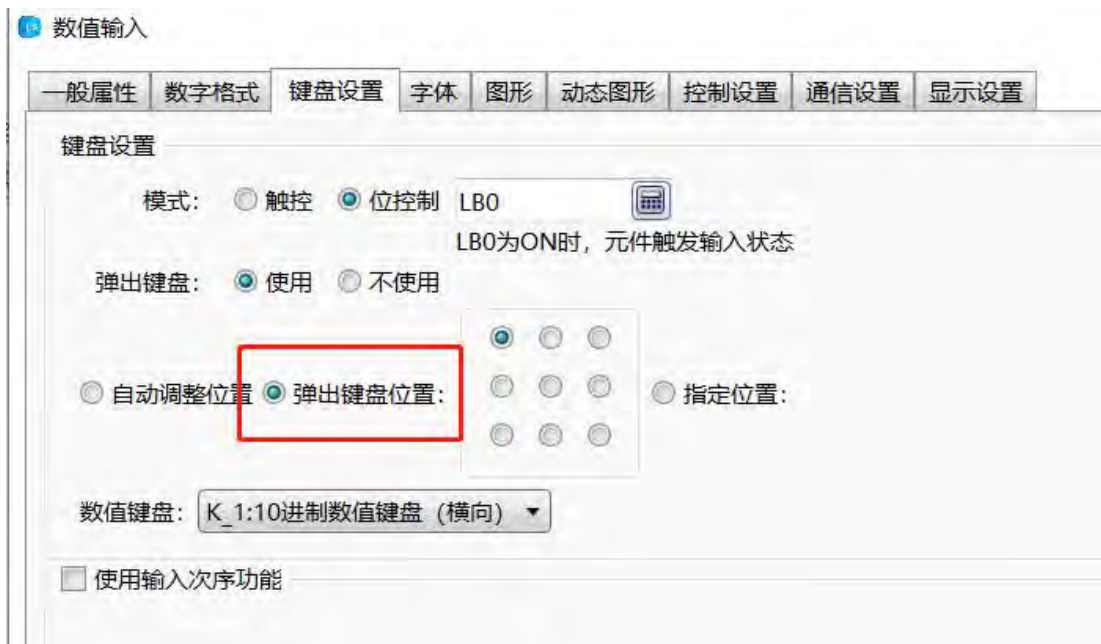 数值输入
一般属性 数字格式 键盘设置 字体 图形 动态图形 控制设置 通信设置 显示设置
键盘设置
模式： 触控 位控制 LB0
LB0为ON时，元件触发输入状态
弹出键盘： 使用 不使用
自动调整位置 弹出键盘位置： 指定位置：
数值键盘： K_1:10进制数值键盘（横向）
使用输入次序功能